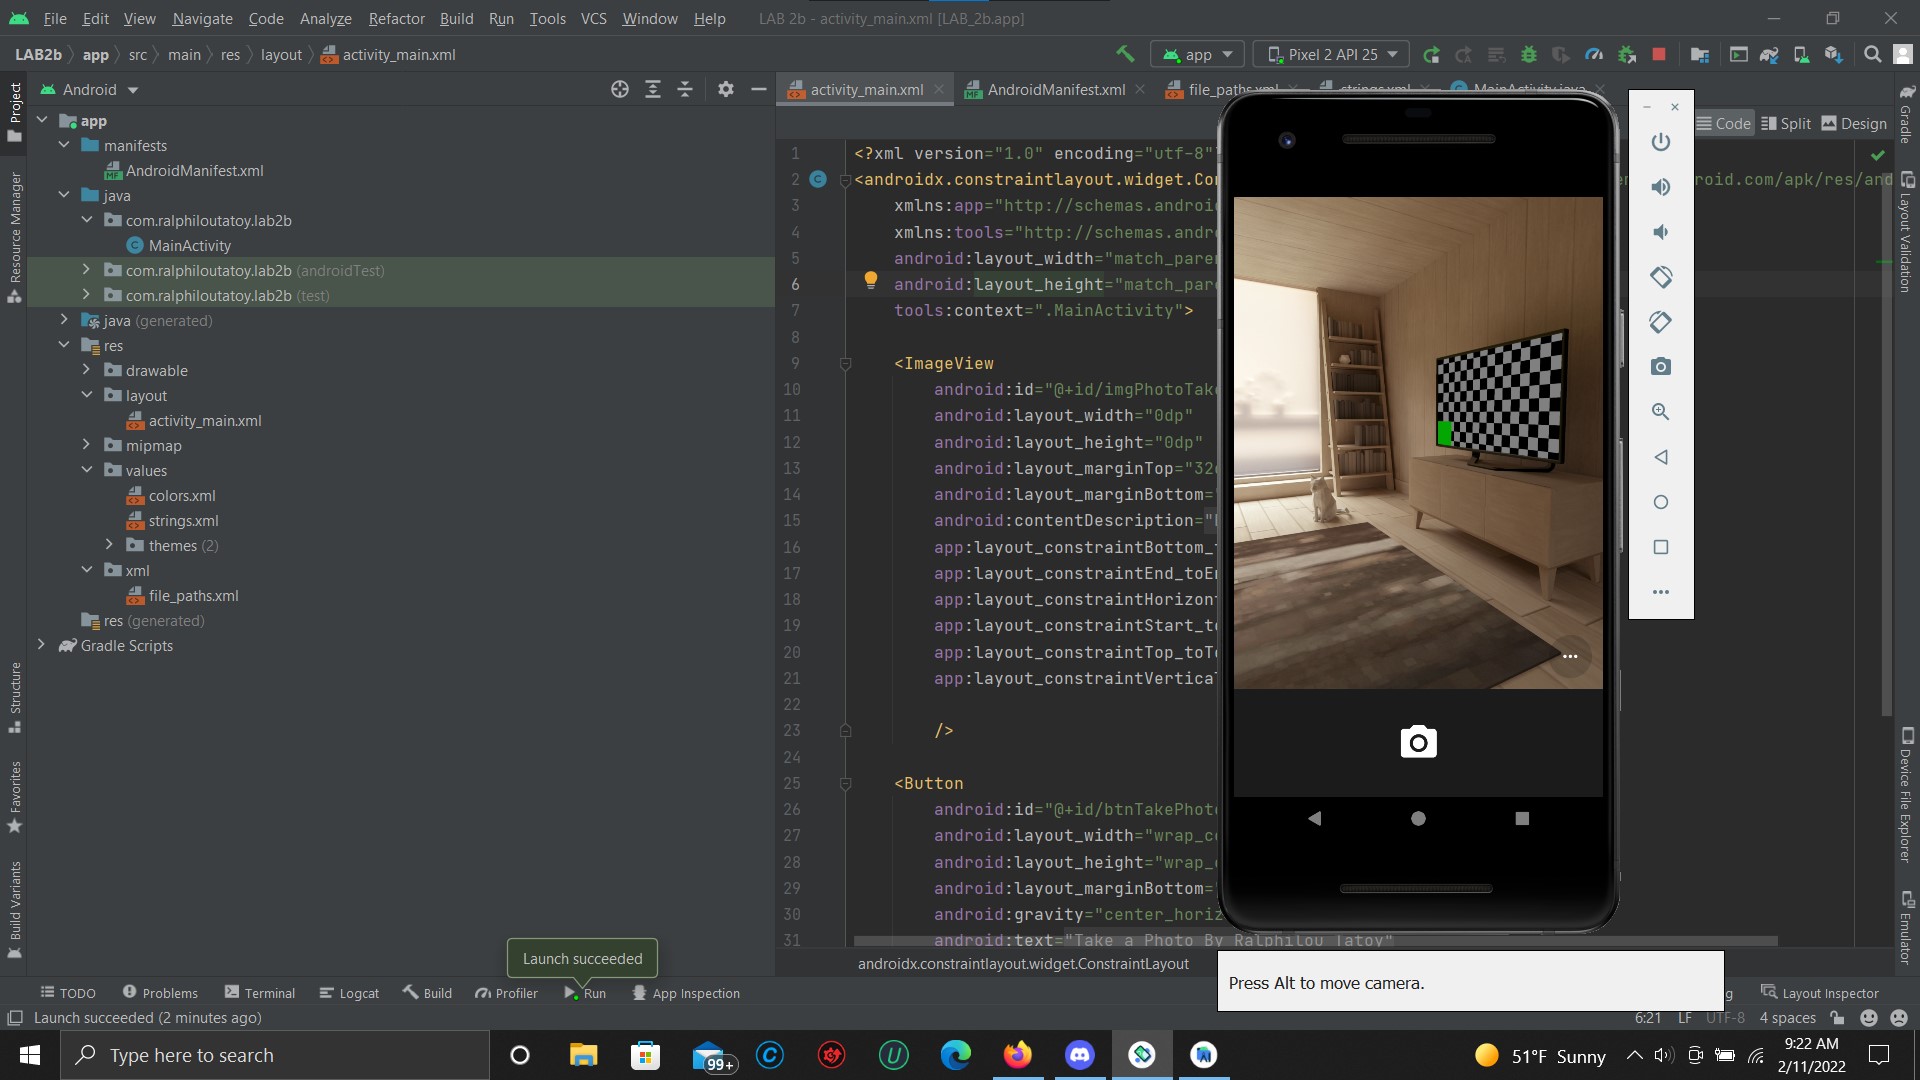 File Edit View Navigate Code Analyze Refactor Build Run Tools VCS Window Help LAB 2b - activity_main.xml [LAB_2b.app]
LAB2b app src main res layout activity_main.xml
app Pixel 2 API 25
Android
activity_main.xml AndroidManifest.xml file_paths.xml strings.xml MainActivity.java
Code Split Design
Project
Resource Manager
Structure
Favorites
Build Variants
app
manifests
AndroidManifest.xml
java
com.ralphiloutatoy.lab2b
MainActivity
com.ralphiloutatoy.lab2b (androidTest)
com.ralphiloutatoy.lab2b (test)
java (generated)
res
drawable
layout
activity_main.xml
mipmap
values
colors.xml
strings.xml
themes (2)
xml
file_paths.xml
res (generated)
Gradle Scripts
1 <?xml version="1.0" encoding="utf-8"
2 <androidx.constraintlayout.widget.Con roid.com/apk/res/and
3 xmlns:app="http://schemas.androi
4 xmlns:tools="http://schemas.andr
5 android:layout_width="match_pare
6 android:layout_height="match_pare
7 tools:context=".MainActivity">
8
9 <ImageView
10 android:id="@+id/imgPhotoTake
11 android:layout_width="0dp"
12 android:layout_height="0dp"
13 android:layout_marginTop="32
14 android:layout_marginBottom=
15 android:contentDescription="
16 app:layout_constraintBottom_
17 app:layout_constraintEnd_toE
18 app:layout_constraintHorizont
19 app:layout_constraintStart_to
20 app:layout_constraintTop_toT
21 app:layout_constraintVertica
22
23 />
24
25 <Button
26 android:id="@+id/btnTakePhoto
27 android:layout_width="wrap_c
28 android:layout_height="wrap_
29 android:layout_marginBottom=
30 android:gravity="center_horiz
31 android:text="Take a Photo By Ralphilou Tatoy"
androidx.constraintlayout.widget.ConstraintLayout
Gradle
Layout Validation
Device File Explorer
Emulator
Launch succeeded
Press Alt to move camera.
TODO Problems Terminal Logcat Build Profiler Run App Inspection Layout Inspector
Launch succeeded (2 minutes ago)
6:21 LF UTF-8 4 spaces
Type here to search
99+
51°F Sunny
9:22 AM
2/11/2022